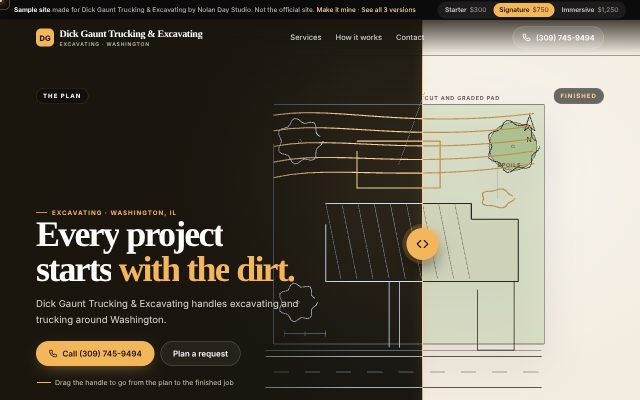 Sample site made for Dick Gaunt Trucking & Excavating by Nolan Day Studio. Not the official site. Make it mine · See all 3 versions
Starter $300 Signature $750 Immersive $1,250
DG Dick Gaunt Trucking & Excavating
EXCAVATING · WASHINGTON
Services How it works Contact
(309) 745-9494
THE PLAN
CUT AND GRADED PAD
FINISHED
N
SPOILS
EXCAVATING · WASHINGTON, IL
Every project
starts with the dirt.
Dick Gaunt Trucking & Excavating handles excavating and
trucking around Washington.
Call (309) 745-9494
Plan a request
Drag the handle to go from the plan to the finished job